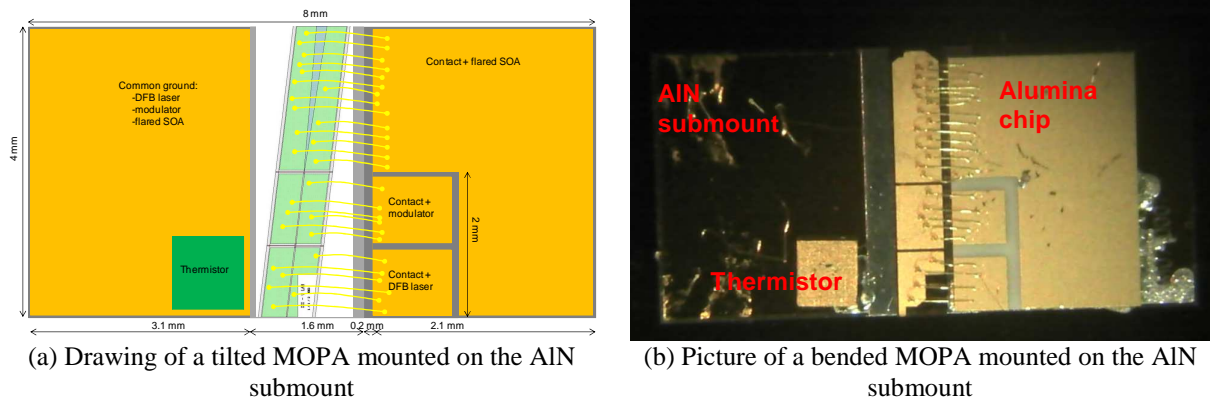 8 mm
Common ground:
-DFB laser
-modulator
-flared SOA
Contact + flared SOA
4 mm
Contact +
modulator
2 mm
Thermistor
Contact +
DFB laser
3.1 mm
1.6 mm
0.2 mm
2.1 mm
(a) Drawing of a tilted MOPA mounted on the AlN
submount
AlN
submount
Alumina
chip
Thermistor
(b) Picture of a bended MOPA mounted on the AlN
submount